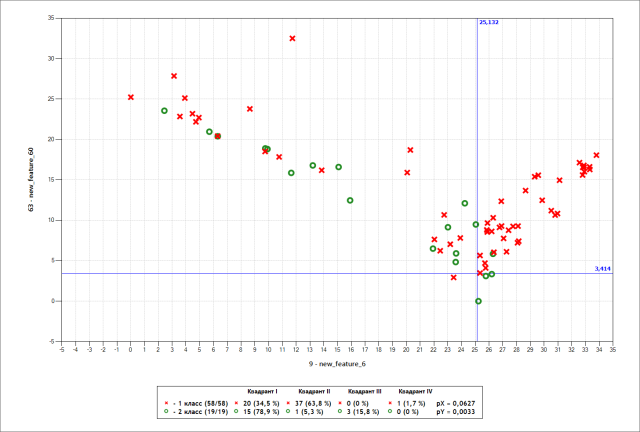 25,132
35
30
25
20
15
10
5
0
-5
63 - new_feature_60
3,414
-5 -4 -3 -2 -1 0 1 2 3 4 5 6 7 8 9 10 11 12 13 14 15 16 17 18 19 20 21 22 23 24 25 26 27 28 29 30 31 32 33 34 35
9 - new_feature_6
Квадрант I Квадрант II Квадрант III Квадрант IV
- 1 класс (58/58) 20 (34,5 %) 37 (63,8 %) 0 (0 %) 1 (1,7 %) pX = 0,0627
- 2 класс (19/19) 15 (78,9 %) 1 (5,3 %) 3 (15,8 %) 0 (0 %) pY = 0,0033